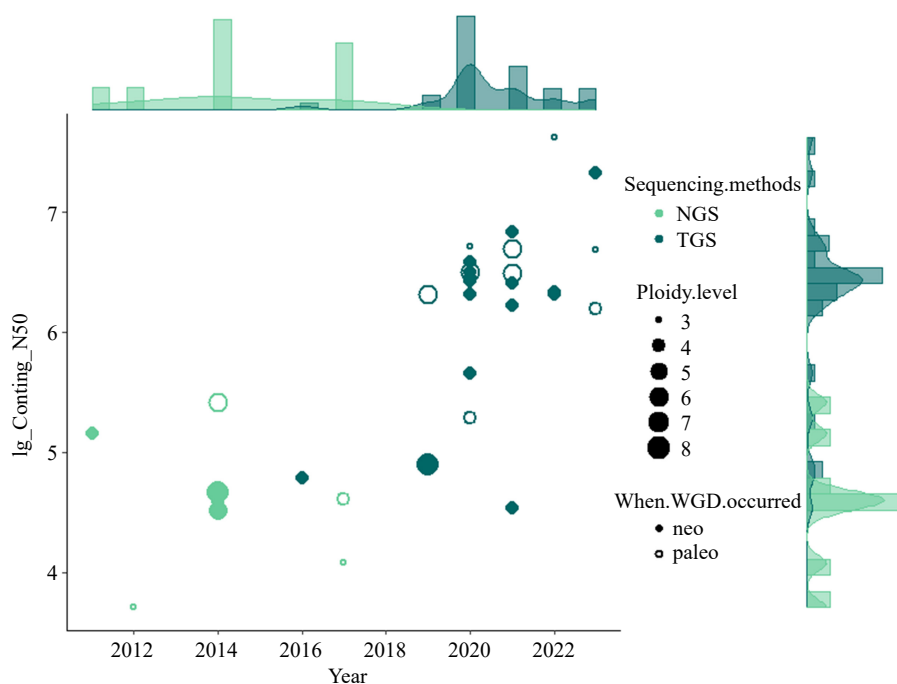 Sequencing.methods
NGS
TGS
Ploidy.level
3
4
5
6
7
8
When.WGD.occurred
neo
paleo
lg_Conting_N50
7
6
5
4
2012 2014 2016 2018 2020 2022
Year